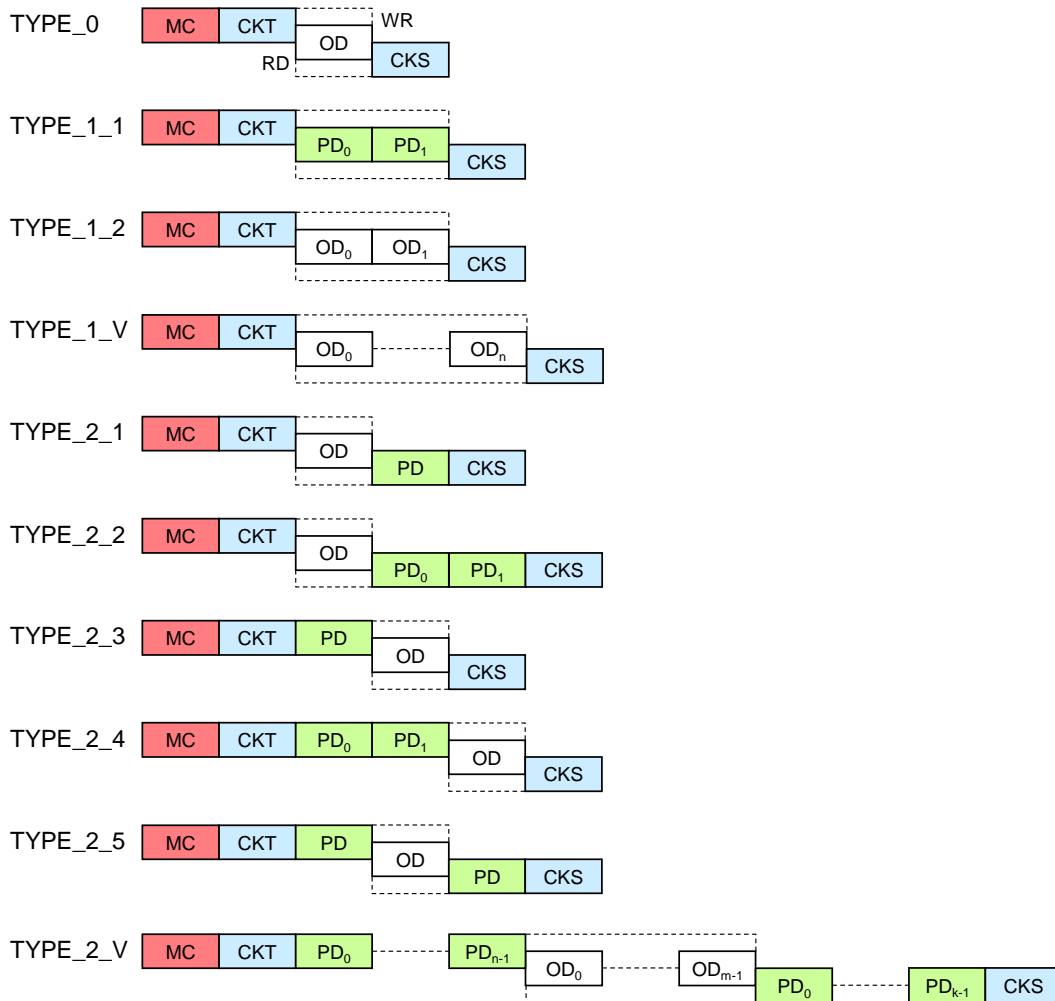 TYPE_0 MC CKT OD WR RD CKS
TYPE_1_1 MC CKT PD0 PD1 CKS
TYPE_1_2 MC CKT OD0 OD1 CKS
TYPE_1_V MC CKT OD0 ODn CKS
TYPE_2_1 MC CKT OD PD CKS
TYPE_2_2 MC CKT OD PD0 PD1 CKS
TYPE_2_3 MC CKT PD OD CKS
TYPE_2_4 MC CKT PD0 PD1 OD CKS
TYPE_2_5 MC CKT PD OD PD CKS
TYPE_2_V MC CKT PD0 PDn-1 OD0 ODm-1 PD0 PDk-1 CKS